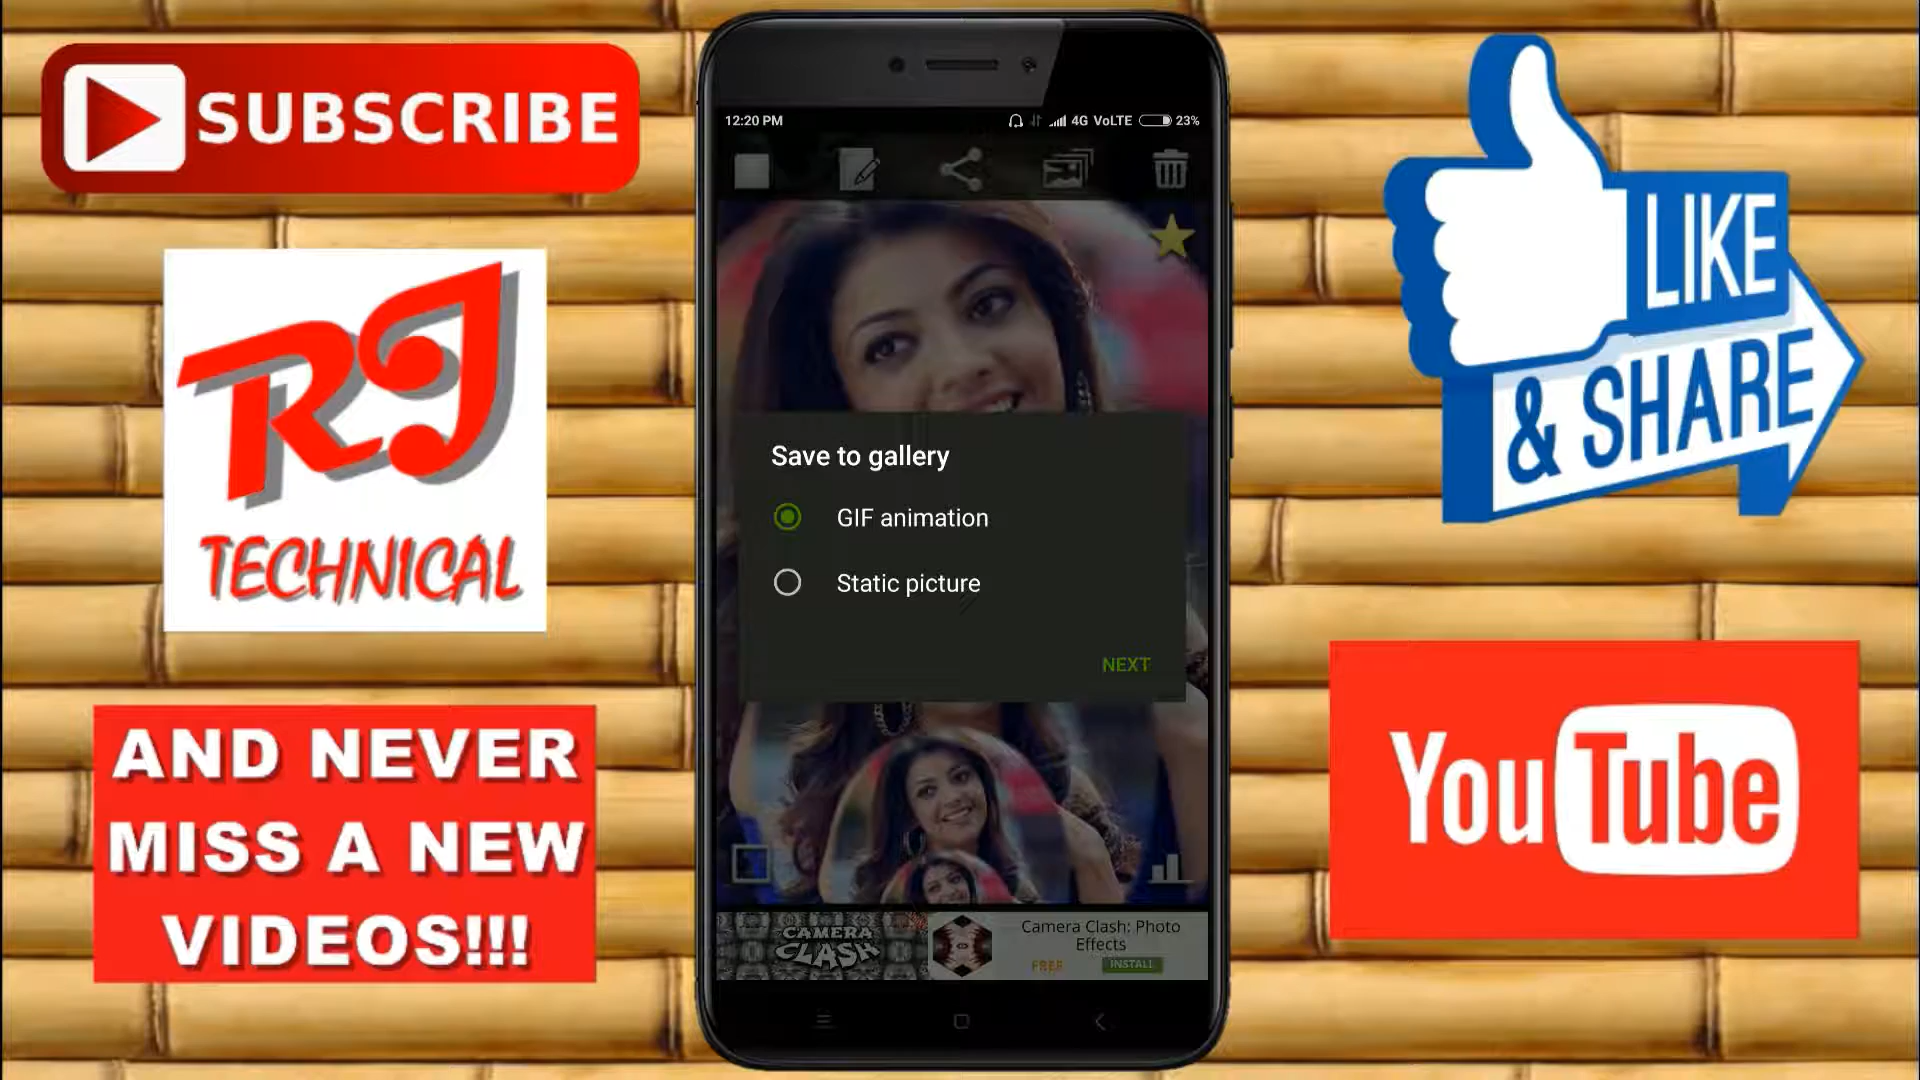 SUBSCRIBE
RJ
TECHNICAL
AND NEVER
MISS A NEW
VIDEOS!!!
12:20 PM
4G VoLTE 23%
Save to gallery
GIF animation
Static picture
NEXT
CAMERA
CLASH
Camera Clash: Photo
Effects
FREE INSTALL
LIKE
& SHARE
YouTube